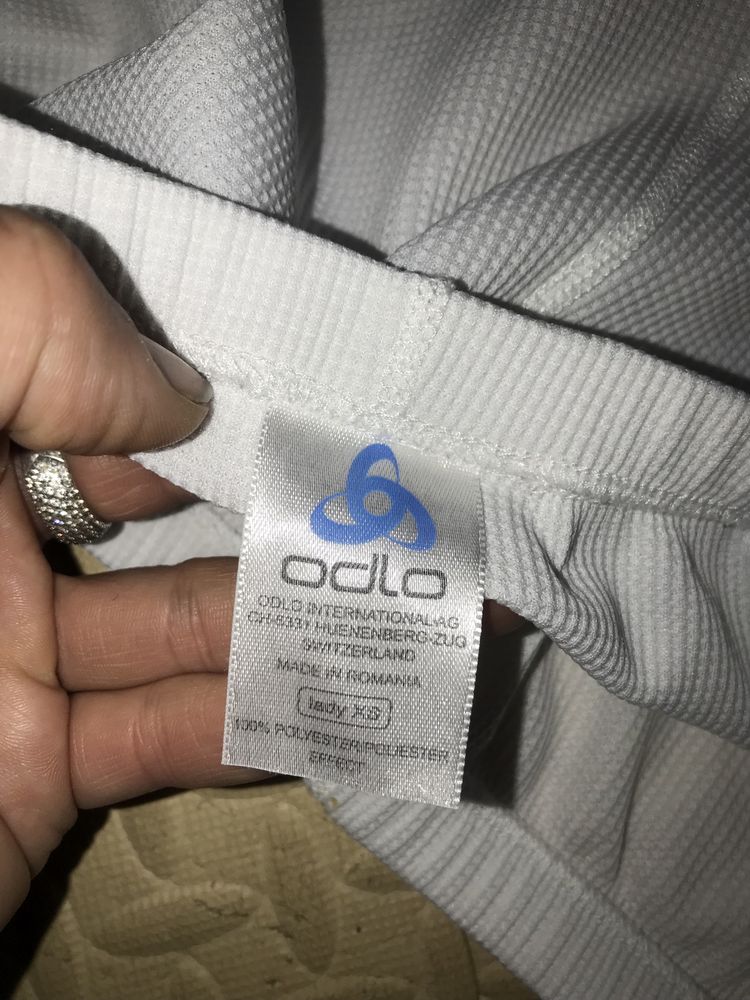 odlo
ODLO INTERNATIONAL AG
CH-6331 HUENENBERG-ZUG
SWITZERLAND
MADE IN ROMANIA
lady XS
100% POLYESTER/POLIESTER
EFFECT